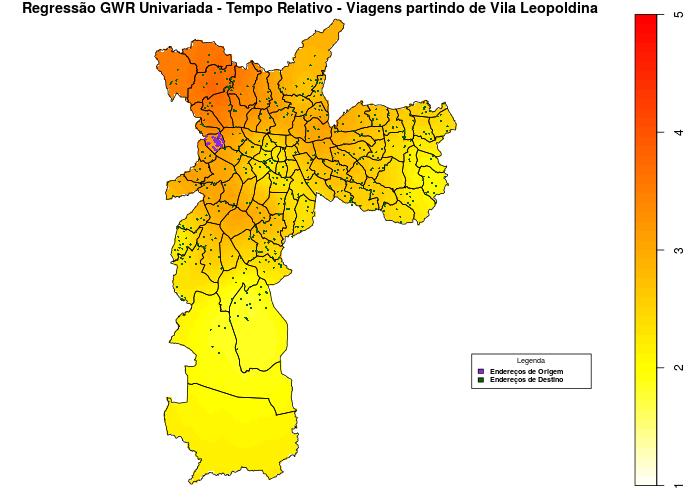 Regressão GWR Univariada - Tempo Relativo - Viagens partindo de Vila Leopoldina
5
4
3
2
1
Legenda
Endereços de Origem
Endereços de Destino